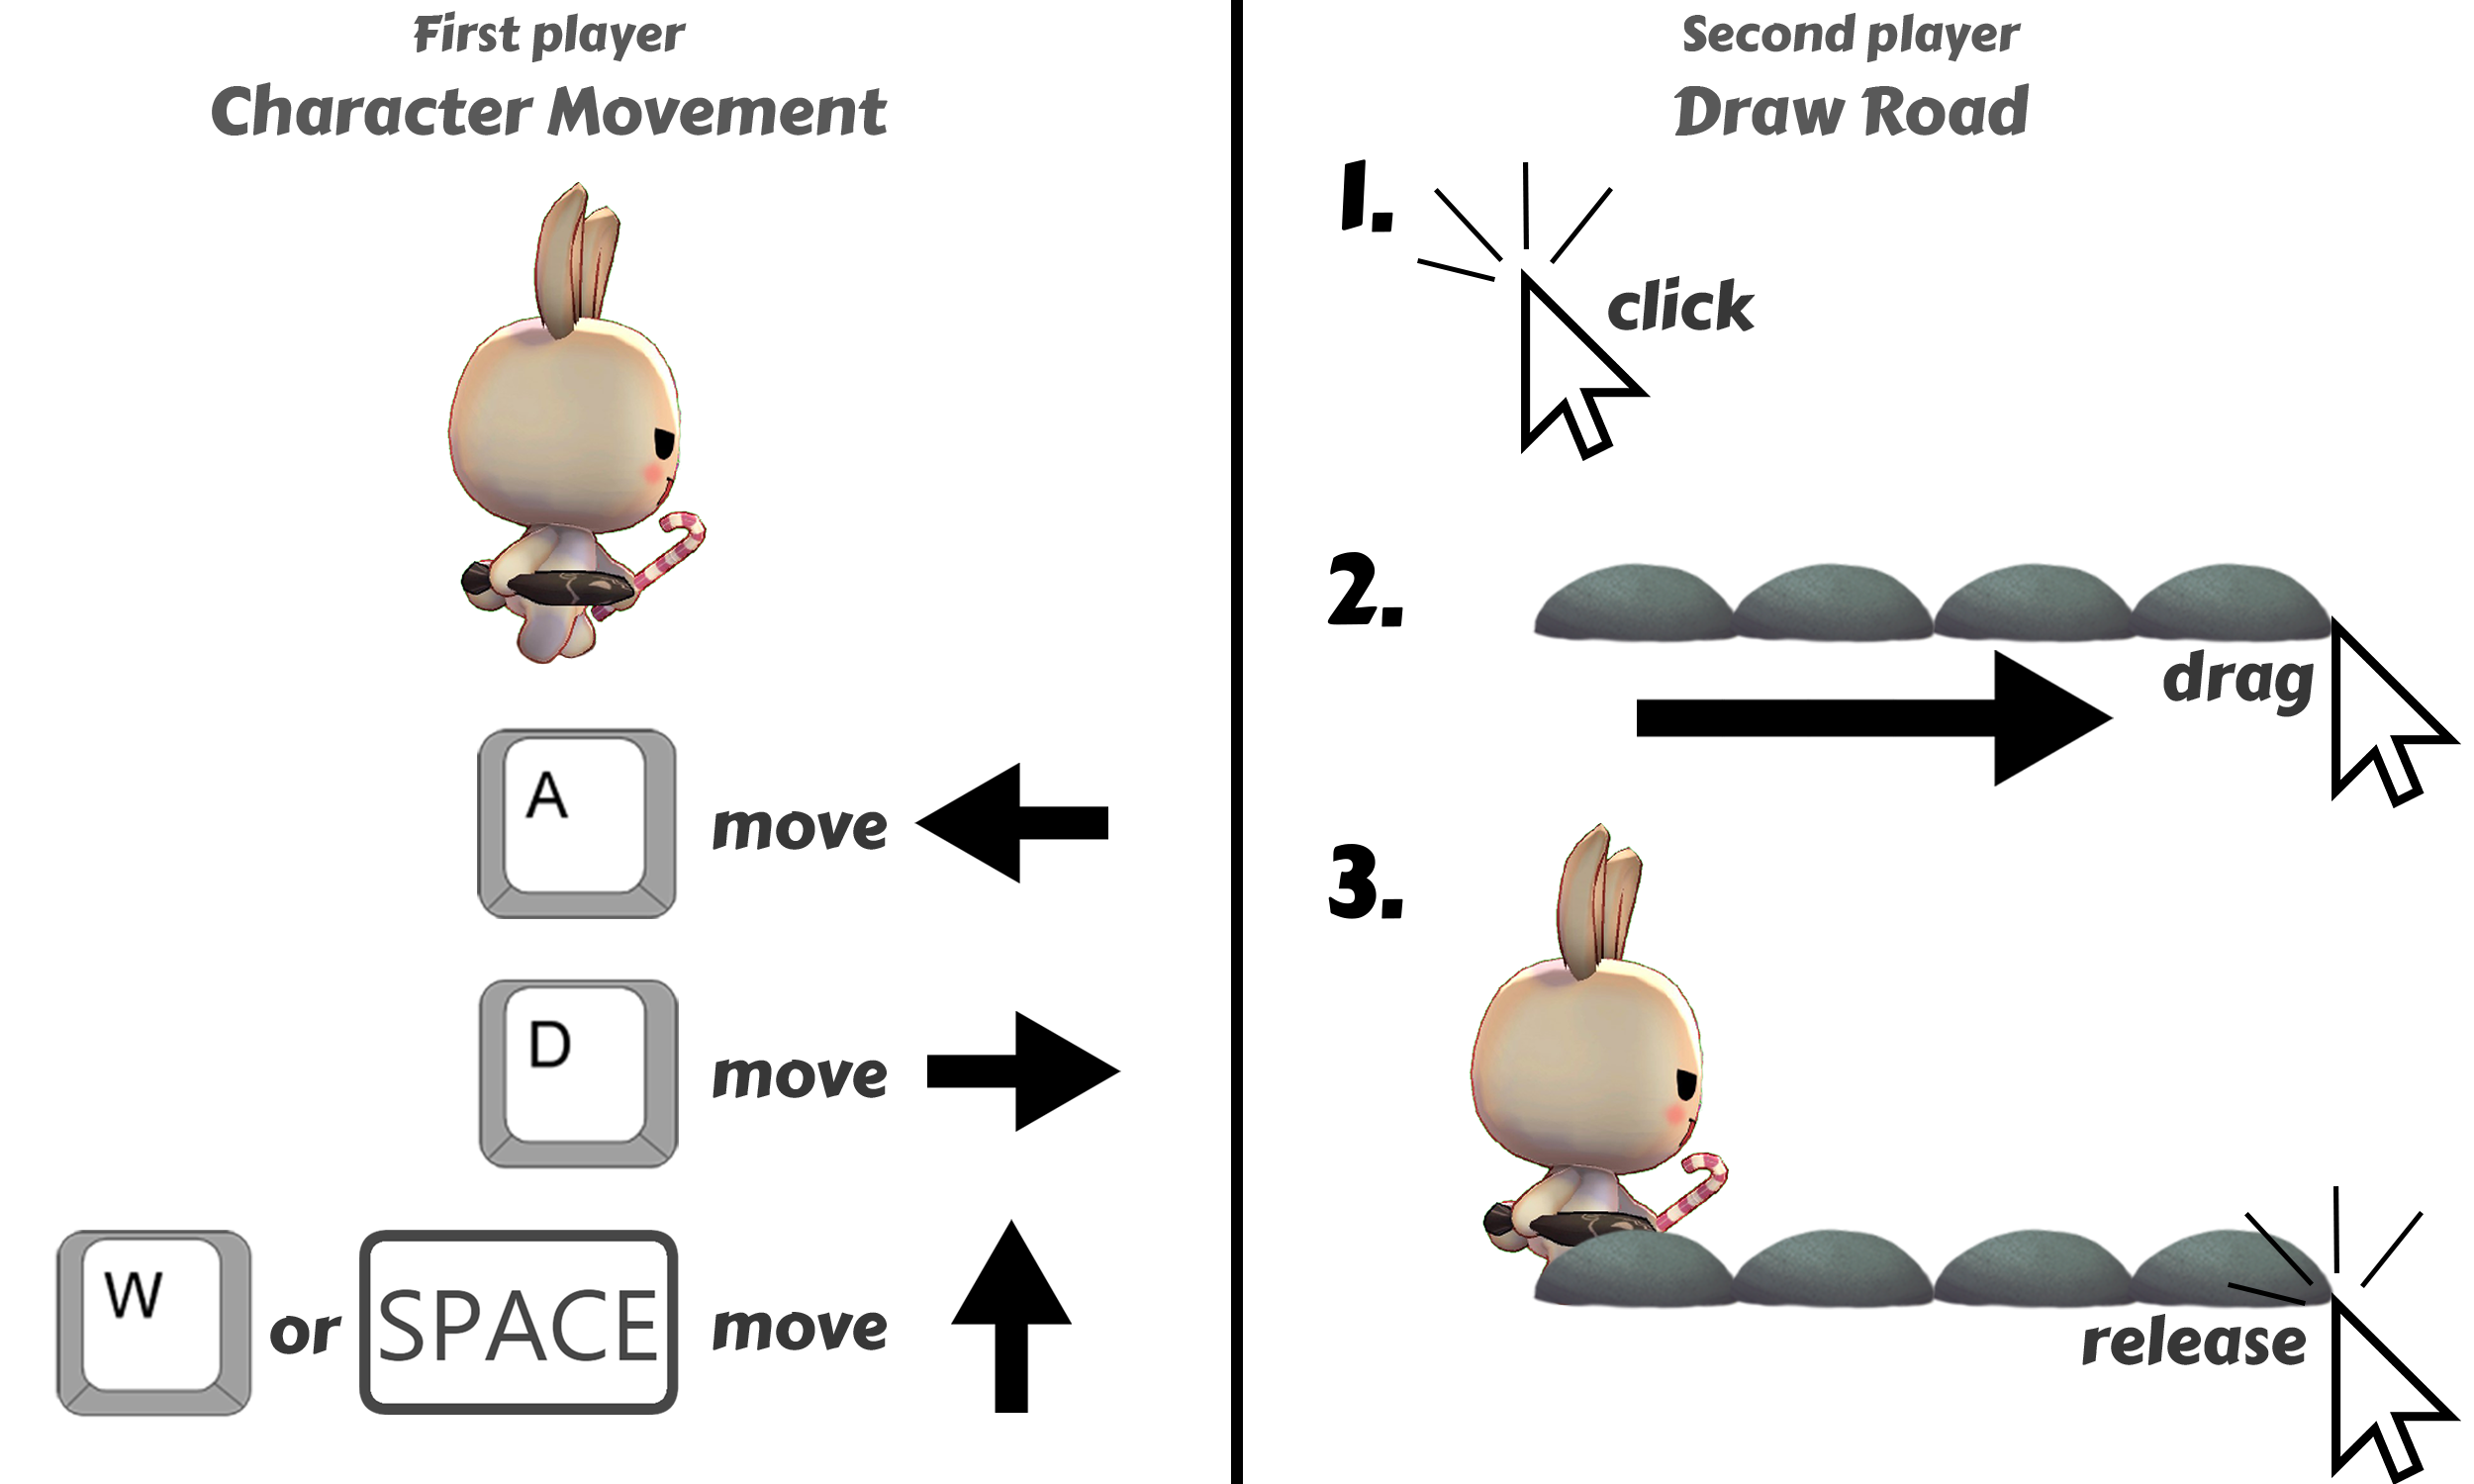 First player
Character Movement
A move
D move
W or SPACE move
Second player
Draw Road
1.
click
2.
drag
3.
release